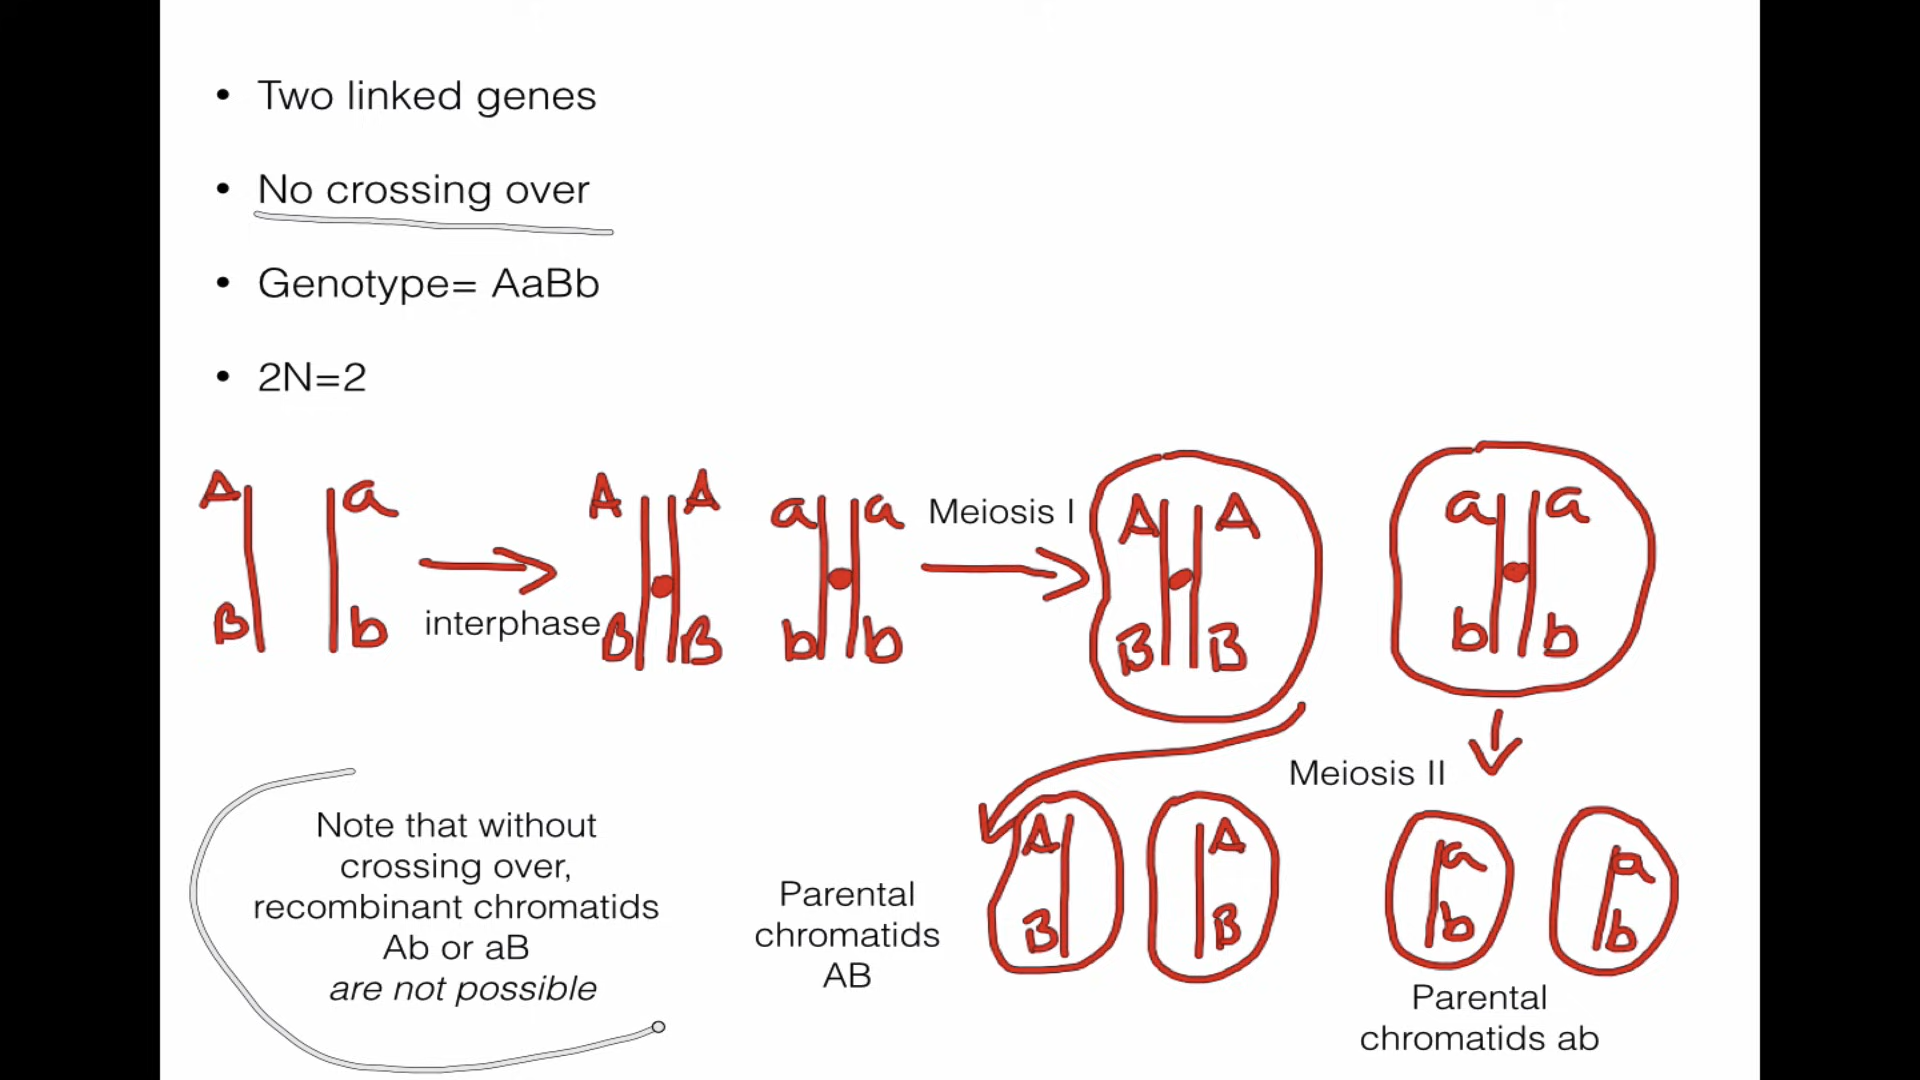 • Two linked genes
• No crossing over
• Genotype= AaBb
• 2N=2
A a
B b
interphase
A A a a
B B b b
Meiosis I
A A a a
B B b b
Meiosis II
A A a a
B B b b
Note that without
crossing over,
recombinant chromatids
Ab or aB
are not possible
Parental
chromatids
AB
Parental
chromatids ab